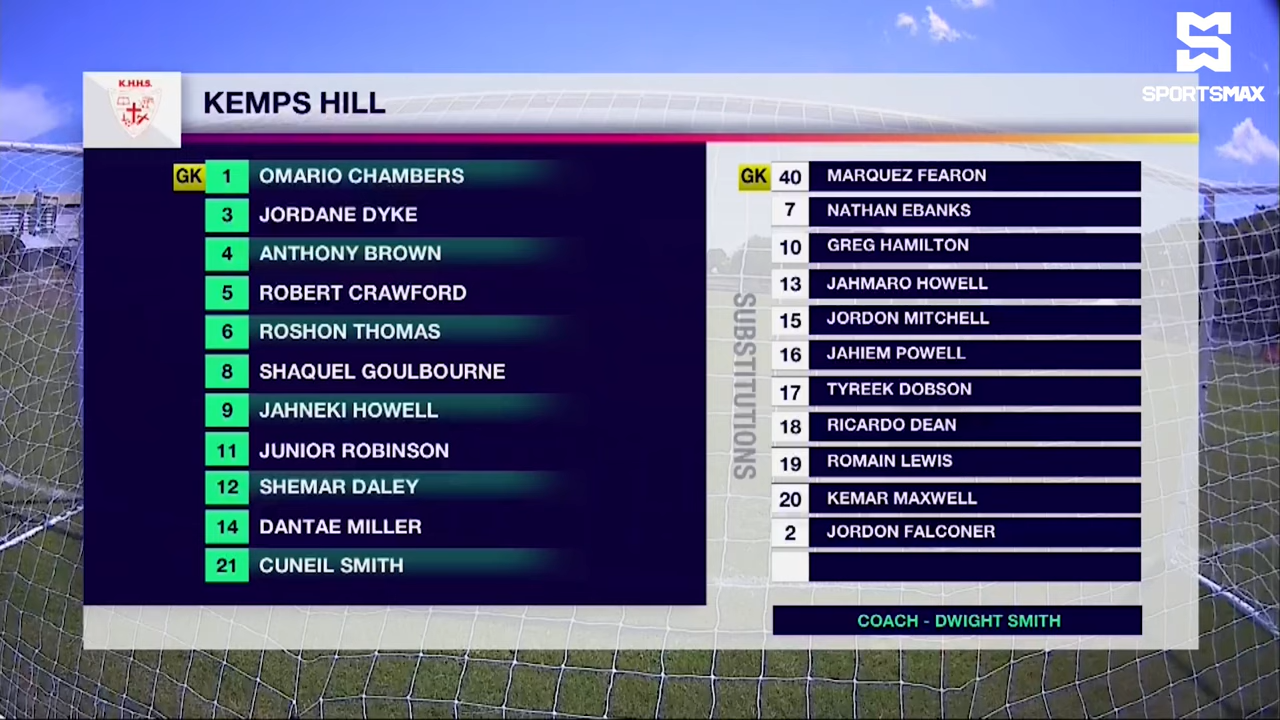 SPORTSMAX
K.H.H.S.
KEMPS HILL
GK 1 OMARIO CHAMBERS
3 JORDANE DYKE
4 ANTHONY BROWN
5 ROBERT CRAWFORD
6 ROSHON THOMAS
8 SHAQUEL GOULBOURNE
9 JAHNEKI HOWELL
11 JUNIOR ROBINSON
12 SHEMAR DALEY
14 DANTAE MILLER
21 CUNEIL SMITH
SUBSTITUTIONS
GK 40 MARQUEZ FEARON
7 NATHAN EBANKS
10 GREG HAMILTON
13 JAHMARO HOWELL
15 JORDON MITCHELL
16 JAHIEM POWELL
17 TYREEK DOBSON
18 RICARDO DEAN
19 ROMAIN LEWIS
20 KEMAR MAXWELL
2 JORDON FALCONER
COACH - DWIGHT SMITH